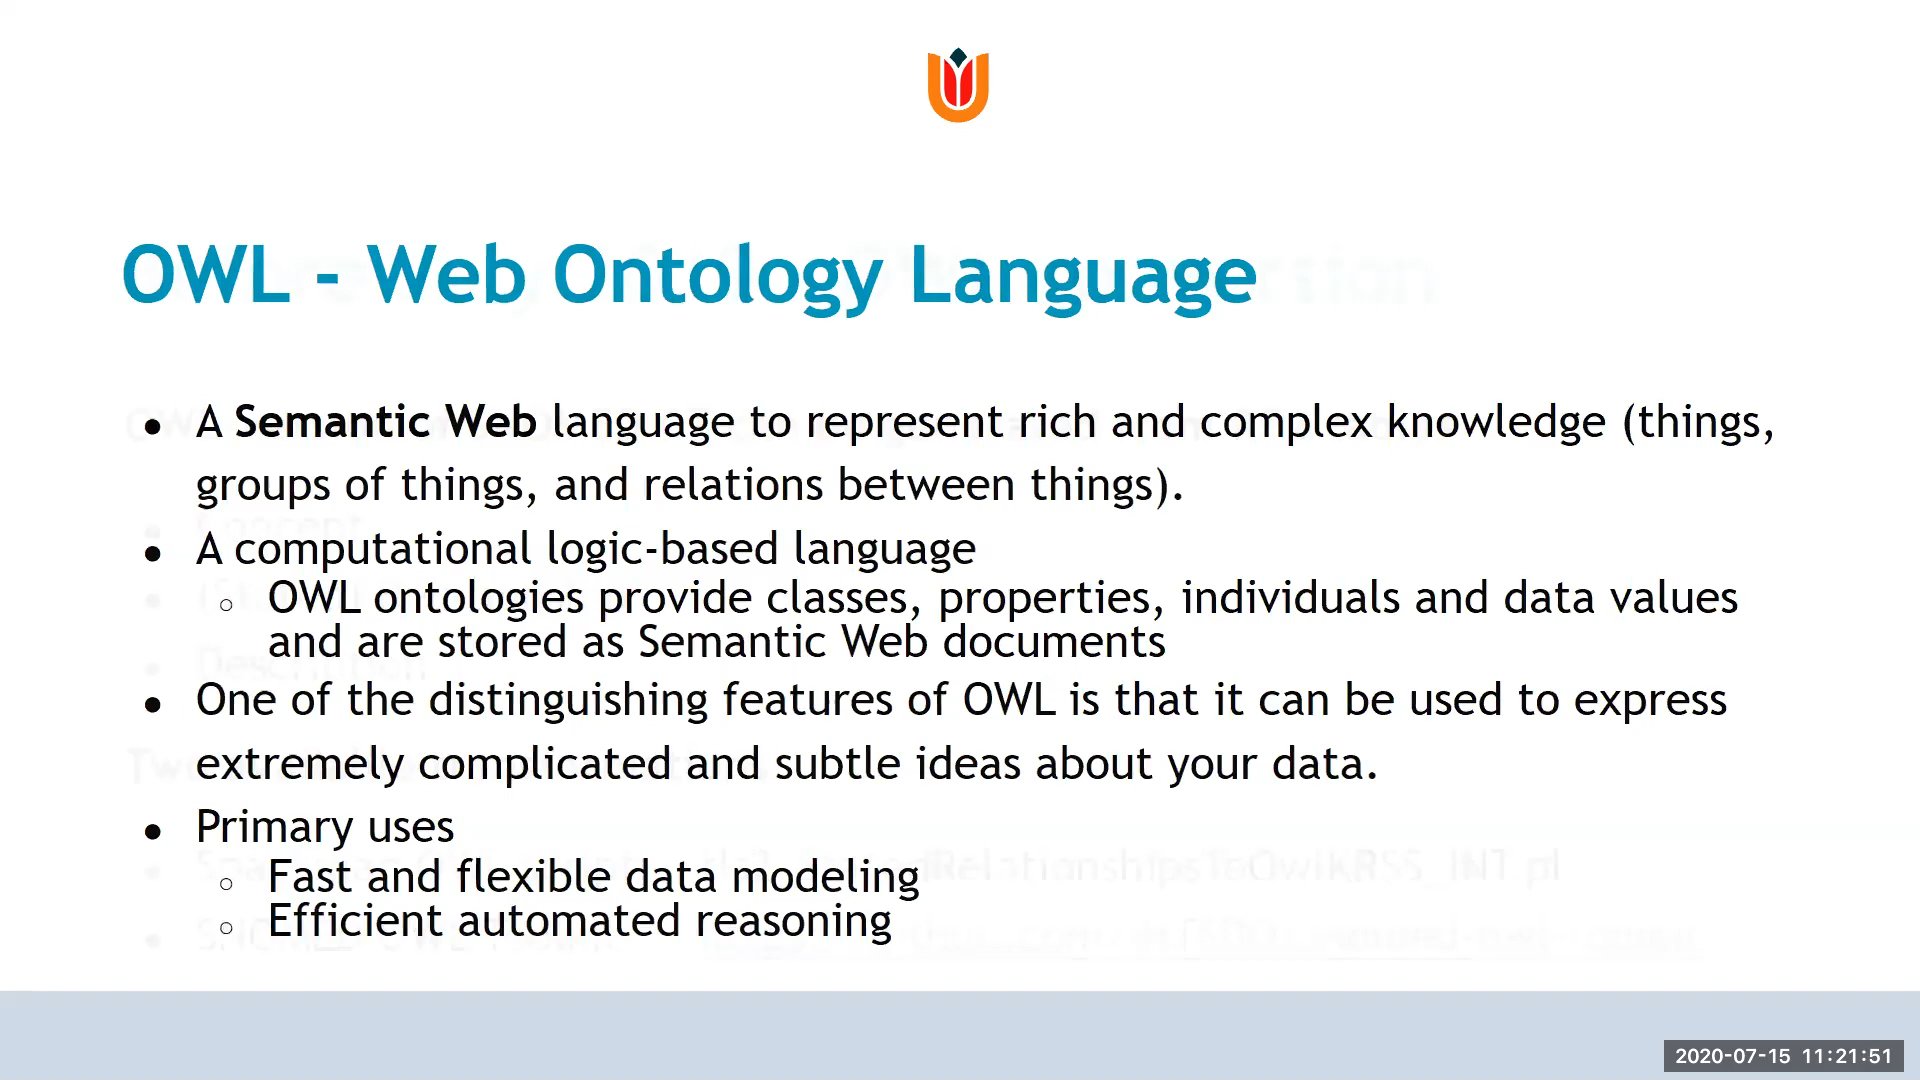 OWL - Web Ontology Language
● A Semantic Web language to represent rich and complex knowledge (things,
groups of things, and relations between things).
● A computational logic-based language
○ OWL ontologies provide classes, properties, individuals and data values
and are stored as Semantic Web documents
● One of the distinguishing features of OWL is that it can be used to express
extremely complicated and subtle ideas about your data.
● Primary uses
○ Fast and flexible data modeling
○ Efficient automated reasoning
2020-07-15 11:21:51